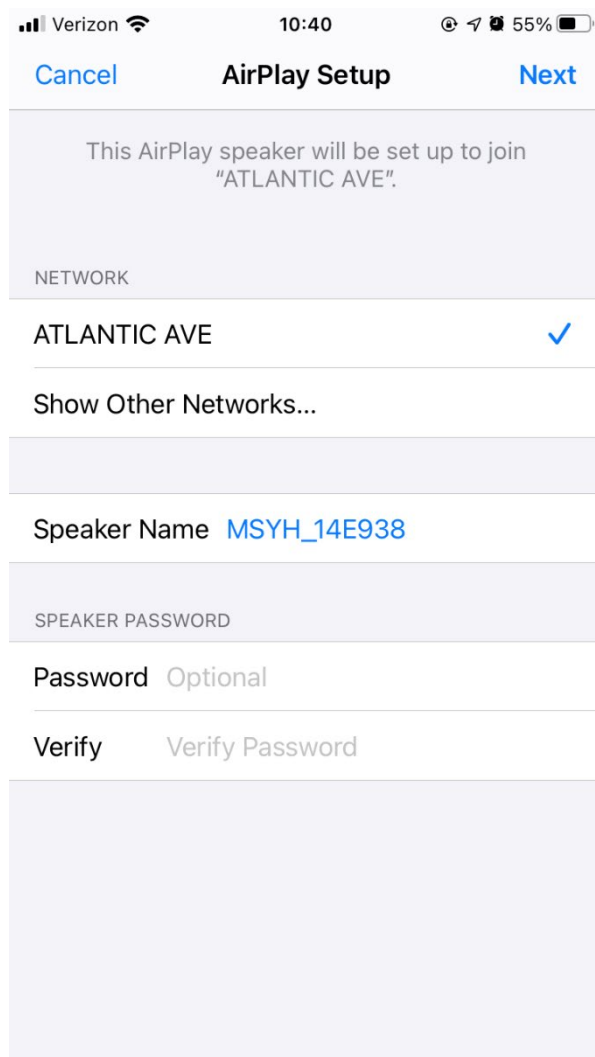 Verizon 10:40 55%
Cancel AirPlay Setup Next
This AirPlay speaker will be set up to join
“ATLANTIC AVE”.
NETWORK
ATLANTIC AVE
Show Other Networks...
Speaker Name MSYH_14E938
SPEAKER PASSWORD
Password Optional
Verify Verify Password